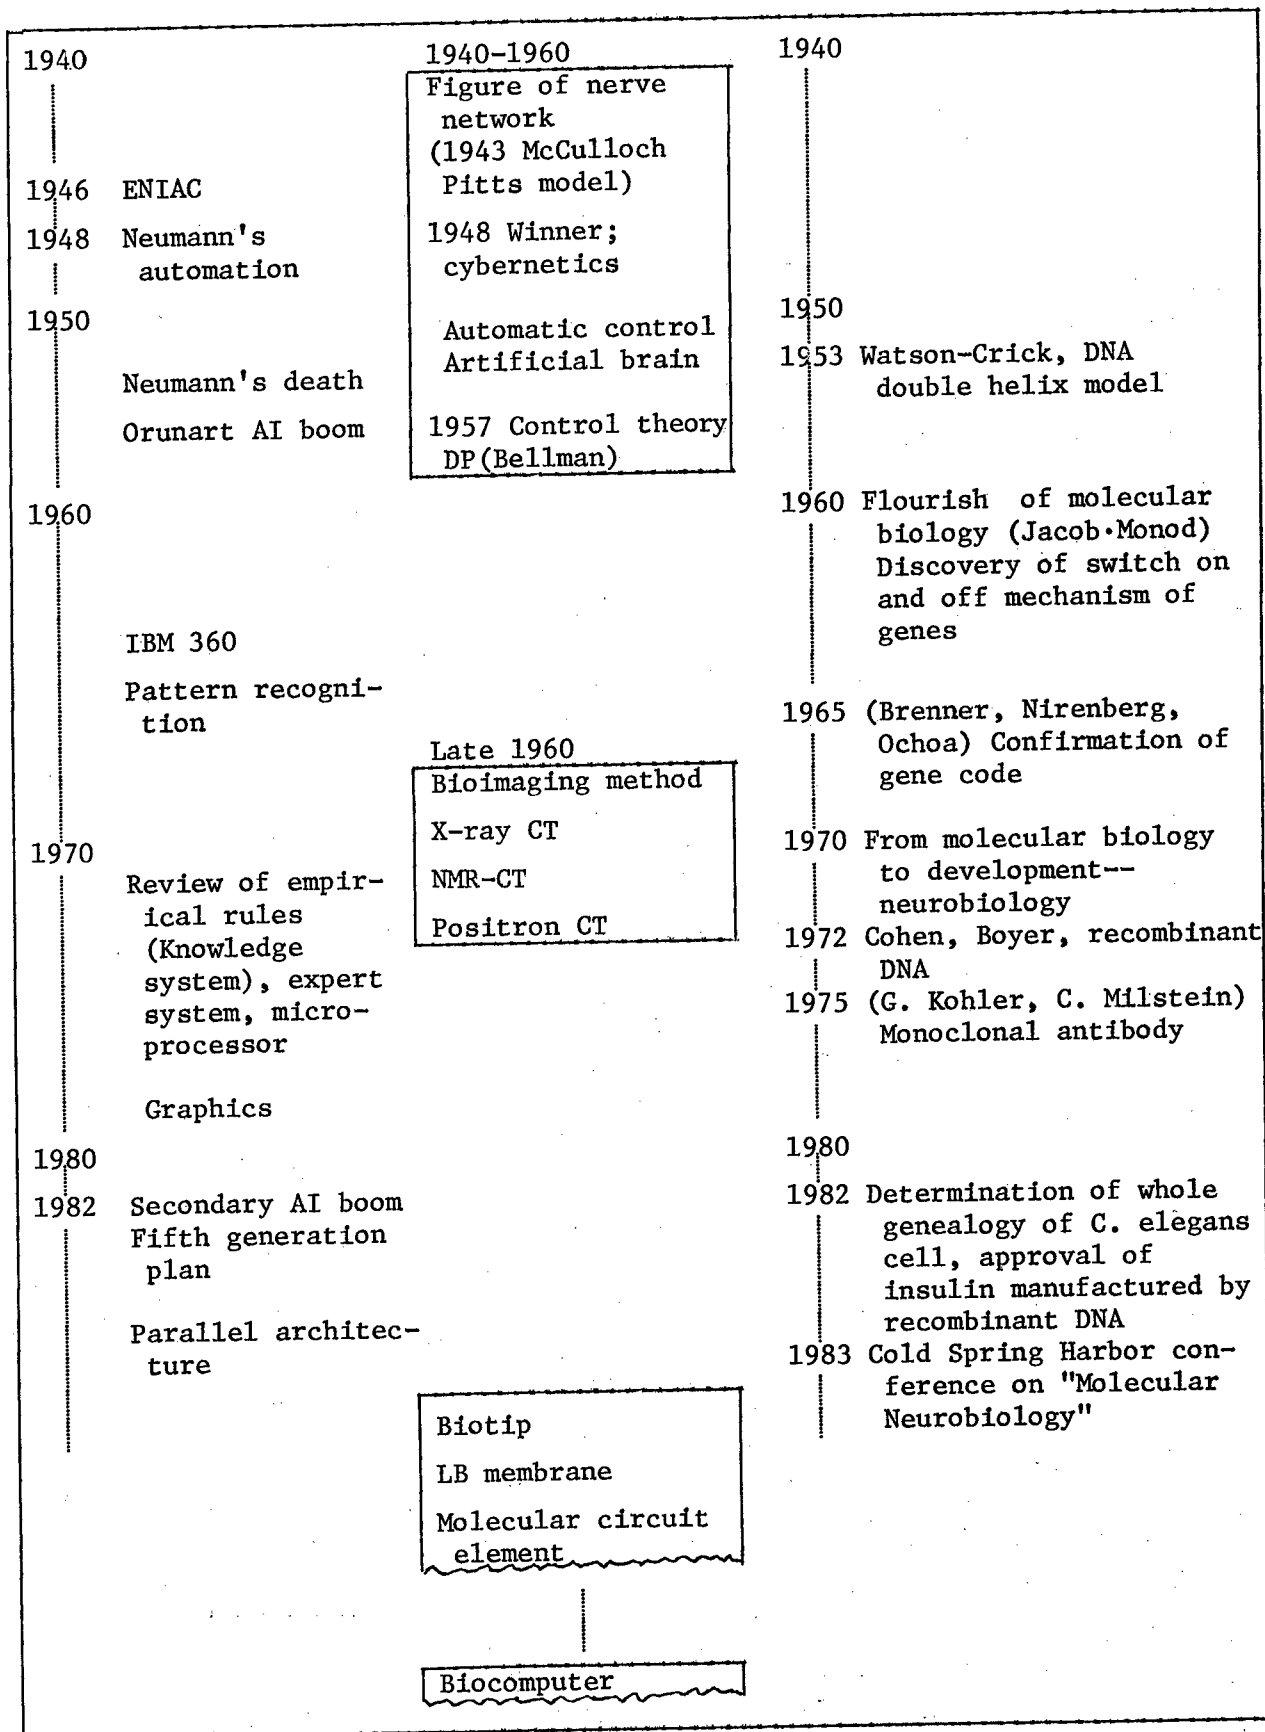 1940
1946 ENIAC
1948 Neumann's
automation
1950
Neumann's death
Orunart AI boom
1960
IBM 360
Pattern recogni-
tion
1970
Review of empir-
ical rules
(Knowledge
system), expert
system, micro-
processor
Graphics
1980
1982 Secondary AI boom
Fifth generation
plan
Parallel architec-
ture
1940-1960
Figure of nerve
network
(1943 McCulloch
Pitts model)
1948 Winner;
cybernetics
Automatic control
Artificial brain
1957 Control theory
DP(Bellman)
Late 1960
Bioimaging method
X-ray CT
NMR-CT
Positron CT
Biotip
LB membrane
Molecular circuit
element
Biocomputer
1940
1950
1953 Watson-Crick, DNA
double helix model
1960 Flourish of molecular
biology (Jacob·Monod)
Discovery of switch on
and off mechanism of
genes
1965 (Brenner, Nirenberg,
Ochoa) Confirmation of
gene code
1970 From molecular biology
to development--
neurobiology
1972 Cohen, Boyer, recombinant
DNA
1975 (G. Kohler, C. Milstein)
Monoclonal antibody
1980
1982 Determination of whole
genealogy of C. elegans
cell, approval of
insulin manufactured by
recombinant DNA
1983 Cold Spring Harbor con-
ference on "Molecular
Neurobiology"